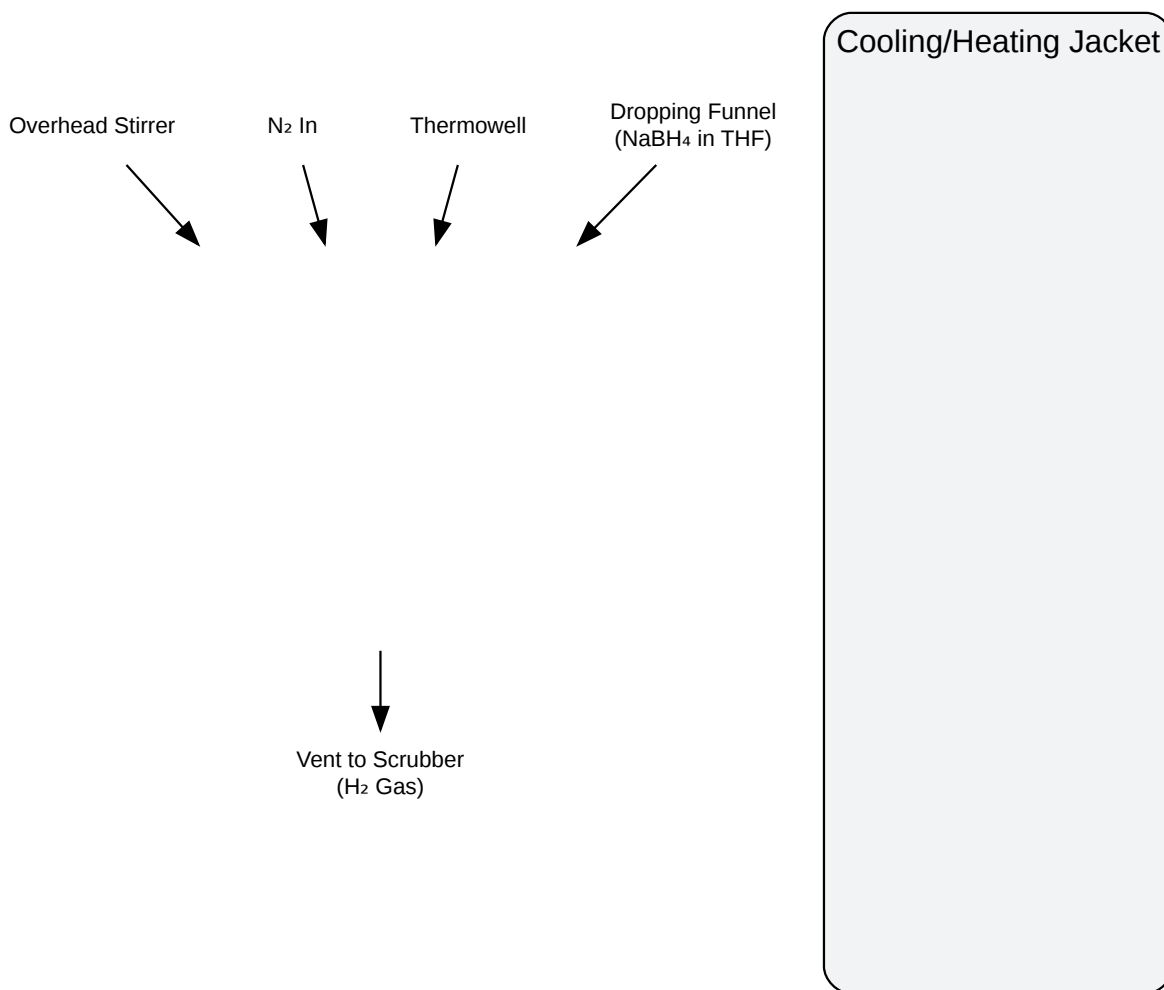 Cooling/Heating Jacket
Overhead Stirrer
N₂ In
Thermowell
Dropping Funnel
(NaBH₄ in THF)
Vent to Scrubber
(H₂ Gas)